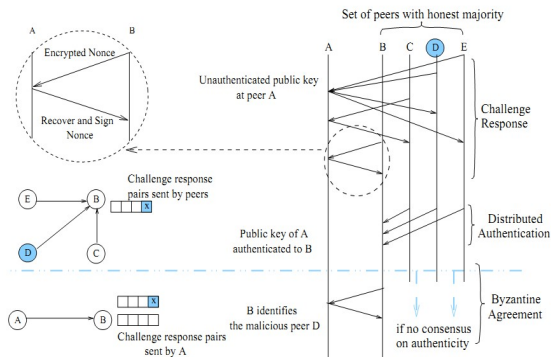 Set of peers with honest majority
A
B
Encrypted Nonce
Recover and Sign
Nonce
A
B
C
D
E
Unauthenticated public key
at peer A
Challenge
Response
Challenge response
pairs sent by peers
E
B
X
D
C
Public key of A
authenticated to B
Distributed
Authentication
A
B
X
Challenge response pairs
sent by A
B identifies
the malicious peer D
if no consensus
on authenticity
Byzantine
Agreement